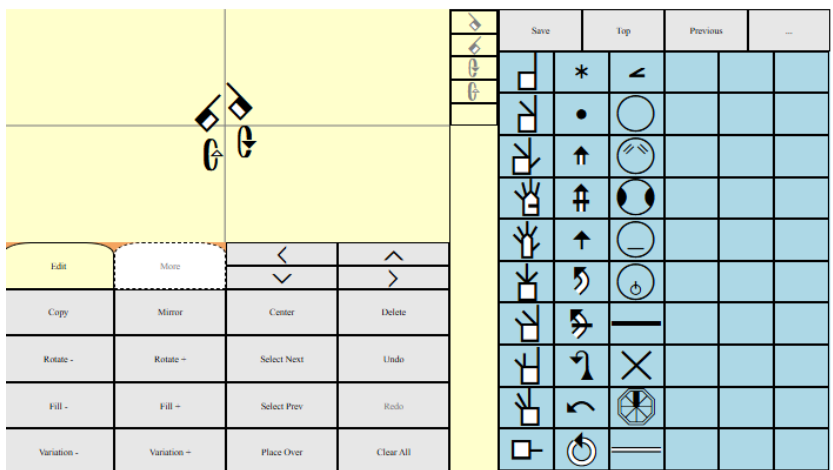 Save Top Previous ...
Edit More
Copy Mirror Center Delete
Rotate - Rotate + Select Next Undo
Fill - Fill + Select Prev Redo
Variation - Variation + Place Over Clear All